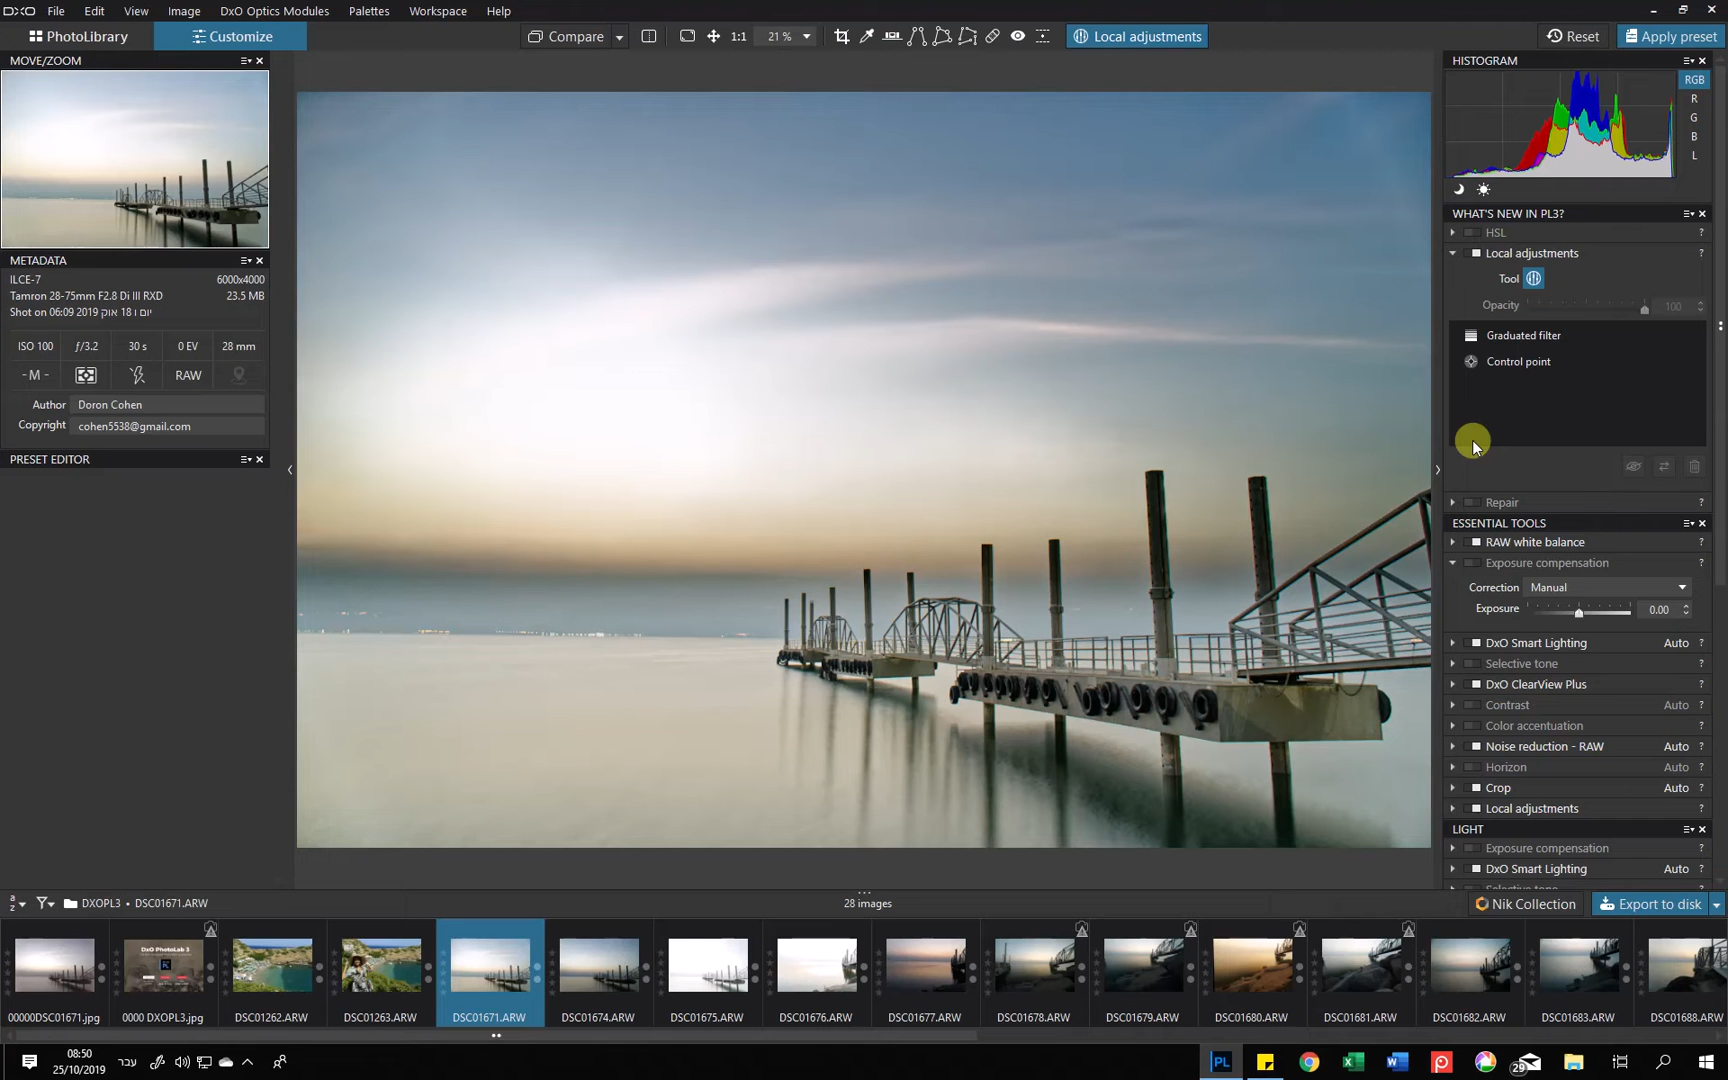 DXO File Edit View Image DxO Optics Modules Palettes Workspace Help
PhotoLibrary Customize Compare 1:1 21 % Local adjustments Reset Apply preset
MOVE/ZOOM
METADATA
ILCE-7 6000x4000
Tamron 28-75mm F2.8 Di III RXD 23.5 MB
Shot on 06:09 2019 יום ו 18 אוק
ISO 100 ƒ/3.2 30 s 0 EV 28 mm
- M - RAW
Author Doron Cohen
Copyright cohen5538@gmail.com
PRESET EDITOR
HISTOGRAM
RGB
R
G
B
L
WHAT'S NEW IN PL3?
HSL ?
Local adjustments ?
Tool
Opacity 100
Graduated filter
Control point
Repair ?
ESSENTIAL TOOLS
RAW white balance ?
Exposure compensation ?
Correction Manual
Exposure 0.00
DxO Smart Lighting Auto ?
Selective tone ?
DxO ClearView Plus ?
Contrast Auto ?
Color accentuation ?
Noise reduction - RAW Auto ?
Horizon Auto ?
Crop Auto ?
Local adjustments ?
LIGHT
Exposure compensation ?
DxO Smart Lighting Auto ?
Selective tone
DXOPL3 • DSC01671.ARW 28 images Nik Collection Export to disk
DxO PhotoLab 3
00000DSC01671.jpg 0000 DXOPL3.jpg DSC01262.ARW DSC01263.ARW DSC01671.ARW DSC01674.ARW DSC01675.ARW DSC01676.ARW DSC01677.ARW DSC01678.ARW DSC01679.ARW DSC01680.ARW DSC01681.ARW DSC01682.ARW DSC01683.ARW DSC01688.ARW
08:50
25/10/2019
עבר
PL
29